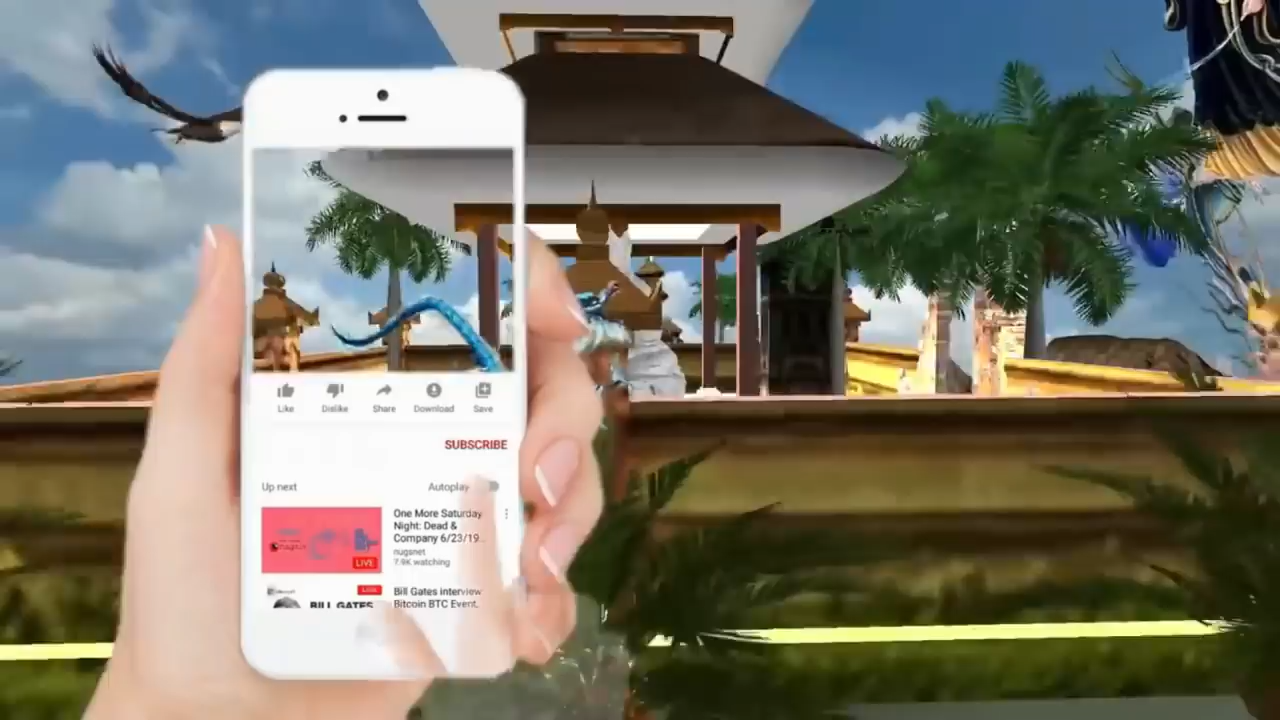 Like Dislike Share Download Save
SUBSCRIBE
Up next Autoplay
One More Saturday
Night: Dead &
Company 6/23/19...
nugsnet
7.9K watching
LIVE
Bill Gates interview
Bitcoin BTC Event,
BILL GATES